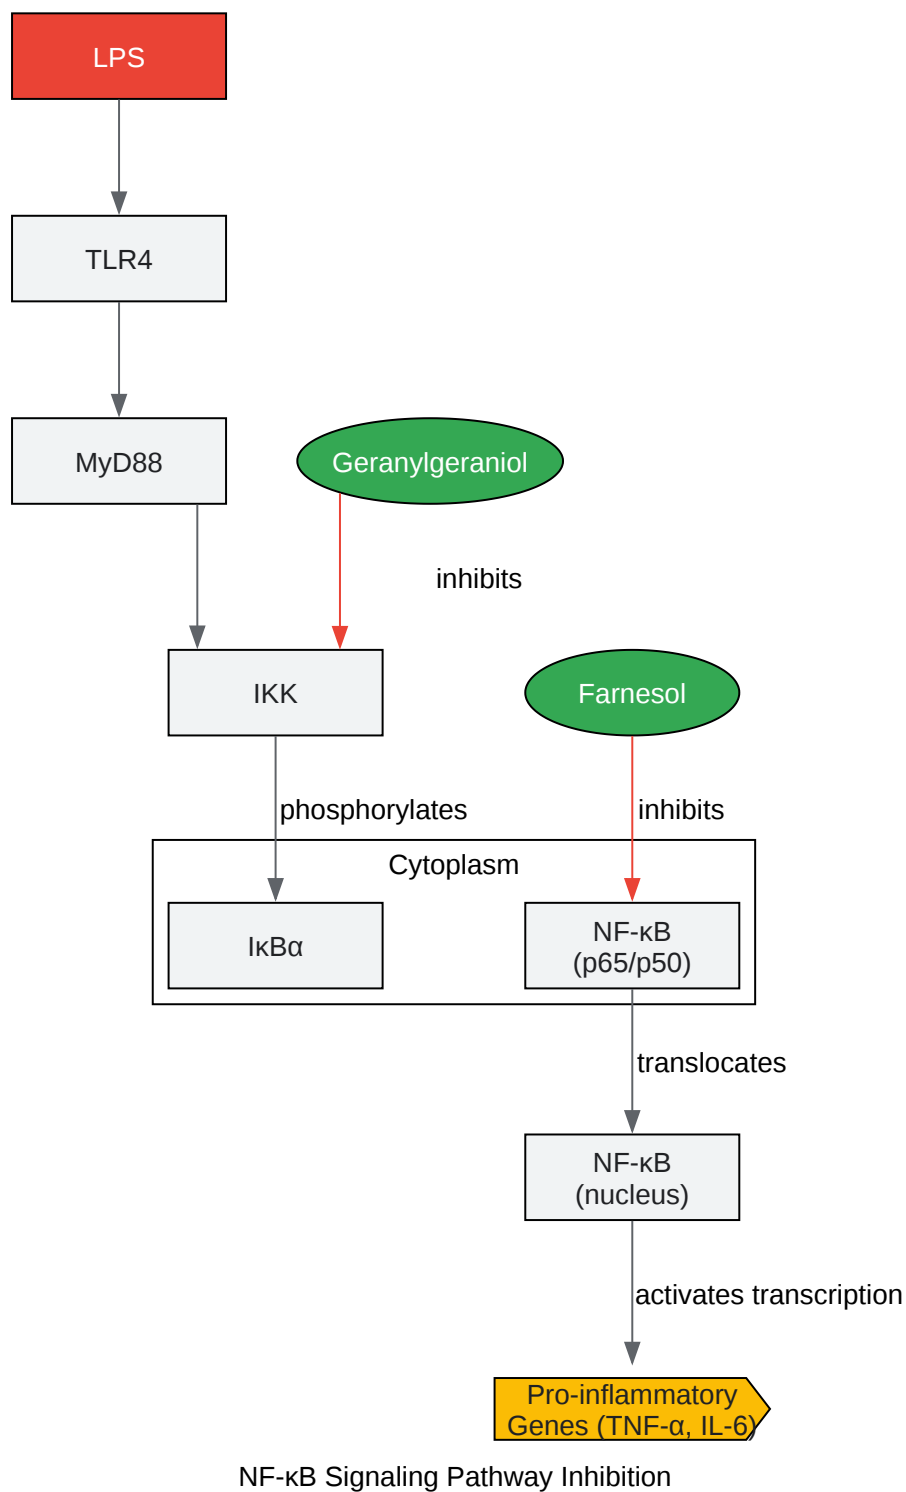 LPS
TLR4
MyD88
Geranylgeraniol
inhibits
IKK
Farnesol
phosphorylates
inhibits
Cytoplasm
IκBα
NF-κB
(p65/p50)
translocates
NF-κB
(nucleus)
activates transcription
Pro-inflammatory
Genes (TNF-α, IL-6)
NF-κB Signaling Pathway Inhibition